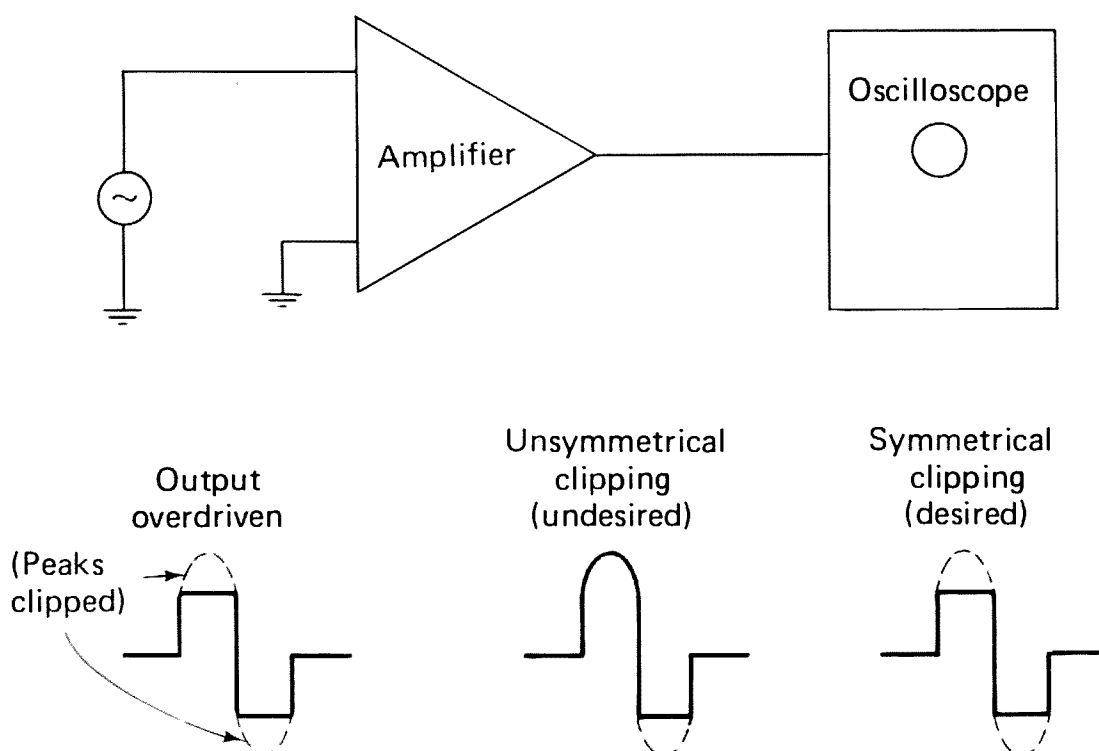 Oscilloscope
Amplifier
Output
overdriven
(Peaks
clipped)
Unsymmetrical
clipping
(undesired)
Symmetrical
clipping
(desired)